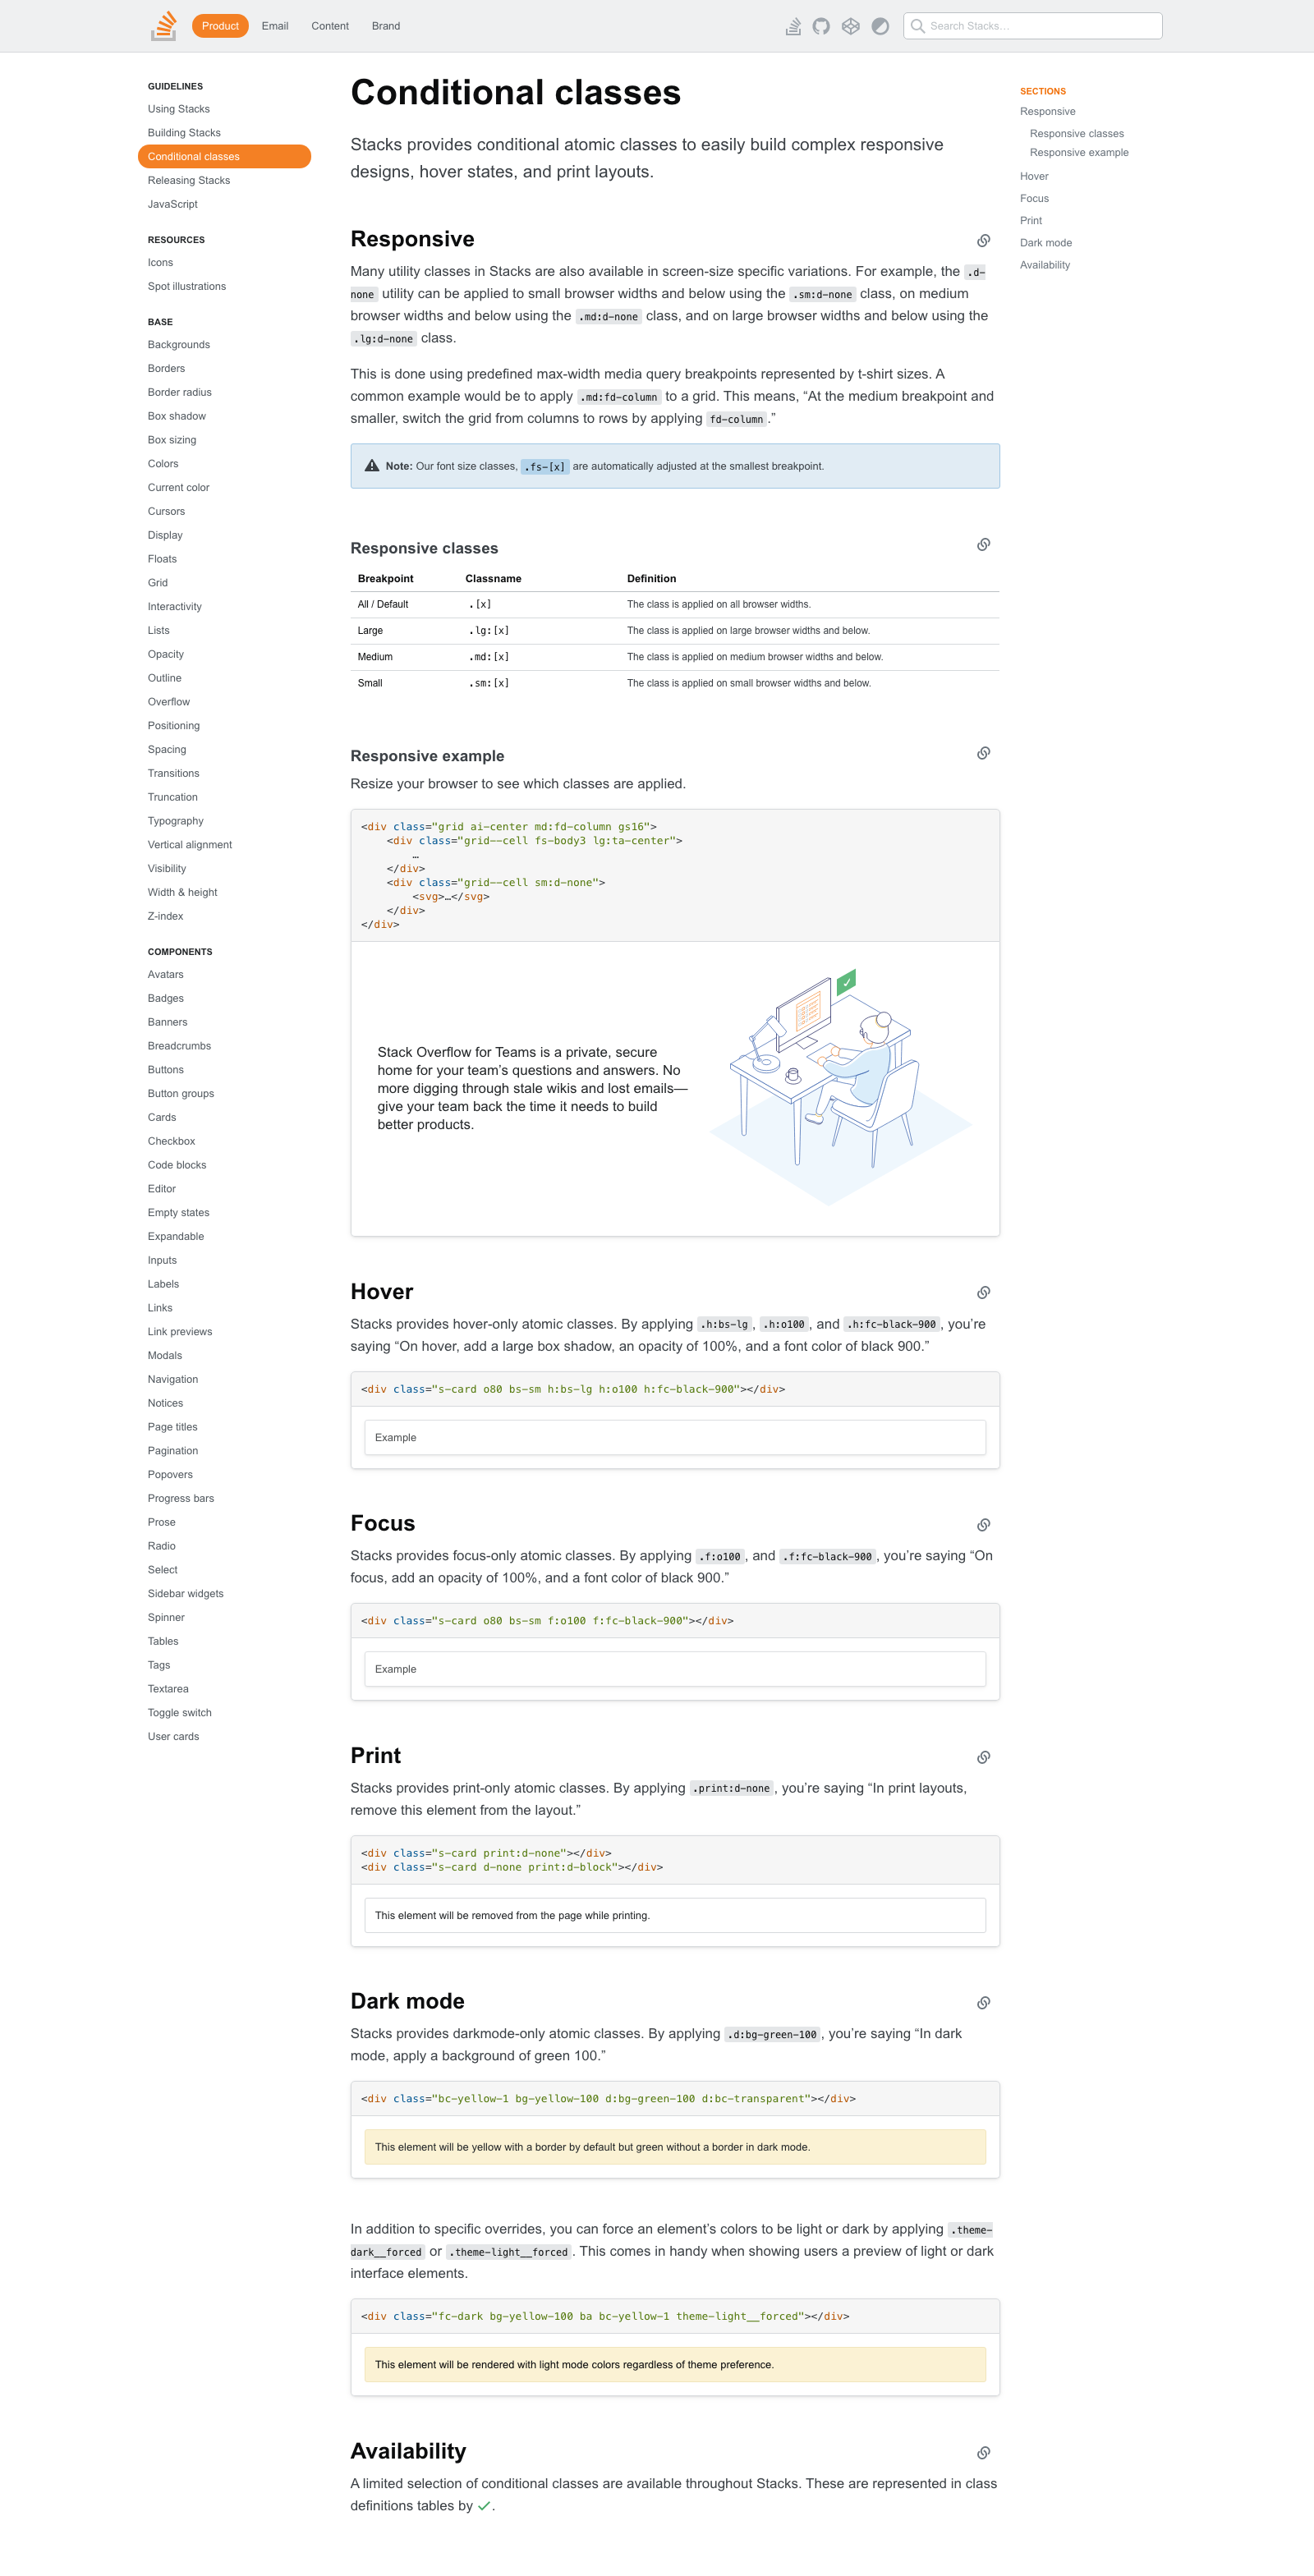 Product Email Content Brand
Search Stacks…
GUIDELINES
Using Stacks
Building Stacks
Conditional classes
Releasing Stacks
JavaScript
RESOURCES
Icons
Spot illustrations
BASE
Backgrounds
Borders
Border radius
Box shadow
Box sizing
Colors
Current color
Cursors
Display
Floats
Grid
Interactivity
Lists
Opacity
Outline
Overflow
Positioning
Spacing
Transitions
Truncation
Typography
Vertical alignment
Visibility
Width & height
Z-index
COMPONENTS
Avatars
Badges
Banners
Breadcrumbs
Buttons
Button groups
Cards
Checkbox
Code blocks
Editor
Empty states
Expandable
Inputs
Labels
Links
Link previews
Modals
Navigation
Notices
Page titles
Pagination
Popovers
Progress bars
Prose
Radio
Select
Sidebar widgets
Spinner
Tables
Tags
Textarea
Toggle switch
User cards
Conditional classes
Stacks provides conditional atomic classes to easily build complex responsive
designs, hover states, and print layouts.
Responsive
Many utility classes in Stacks are also available in screen-size specific variations. For example, the .d-
none utility can be applied to small browser widths and below using the .sm:d-none class, on medium
browser widths and below using the .md:d-none class, and on large browser widths and below using the
.lg:d-none class.
This is done using predefined max-width media query breakpoints represented by t-shirt sizes. A
common example would be to apply .md:fd-column to a grid. This means, “At the medium breakpoint and
smaller, switch the grid from columns to rows by applying fd-column.”
Note: Our font size classes, .fs-[x] are automatically adjusted at the smallest breakpoint.
Responsive classes
Breakpoint Classname Definition
All / Default .[x] The class is applied on all browser widths.
Large .lg:[x] The class is applied on large browser widths and below.
Medium .md:[x] The class is applied on medium browser widths and below.
Small .sm:[x] The class is applied on small browser widths and below.
Responsive example
Resize your browser to see which classes are applied.
<div class="grid ai-center md:fd-column gs16">
<div class="grid--cell fs-body3 lg:ta-center">
…
</div>
<div class="grid--cell sm:d-none">
<svg>…</svg>
</div>
</div>
Stack Overflow for Teams is a private, secure
home for your team’s questions and answers. No
more digging through stale wikis and lost emails—
give your team back the time it needs to build
better products.
Hover
Stacks provides hover-only atomic classes. By applying .h:bs-lg, .h:o100, and .h:fc-black-900, you’re
saying “On hover, add a large box shadow, an opacity of 100%, and a font color of black 900.”
<div class="s-card o80 bs-sm h:bs-lg h:o100 h:fc-black-900"></div>
Example
Focus
Stacks provides focus-only atomic classes. By applying .f:o100, and .f:fc-black-900, you’re saying “On
focus, add an opacity of 100%, and a font color of black 900.”
<div class="s-card o80 bs-sm f:o100 f:fc-black-900"></div>
Example
Print
Stacks provides print-only atomic classes. By applying .print:d-none, you’re saying “In print layouts,
remove this element from the layout.”
<div class="s-card print:d-none"></div>
<div class="s-card d-none print:d-block"></div>
This element will be removed from the page while printing.
Dark mode
Stacks provides darkmode-only atomic classes. By applying .d:bg-green-100, you’re saying “In dark
mode, apply a background of green 100.”
<div class="bc-yellow-1 bg-yellow-100 d:bg-green-100 d:bc-transparent"></div>
This element will be yellow with a border by default but green without a border in dark mode.
In addition to specific overrides, you can force an element’s colors to be light or dark by applying .theme-
dark__forced or .theme-light__forced. This comes in handy when showing users a preview of light or dark
interface elements.
<div class="fc-dark bg-yellow-100 ba bc-yellow-1 theme-light__forced"></div>
This element will be rendered with light mode colors regardless of theme preference.
Availability
A limited selection of conditional classes are available throughout Stacks. These are represented in class
definitions tables by ✓.
SECTIONS
Responsive
Responsive classes
Responsive example
Hover
Focus
Print
Dark mode
Availability